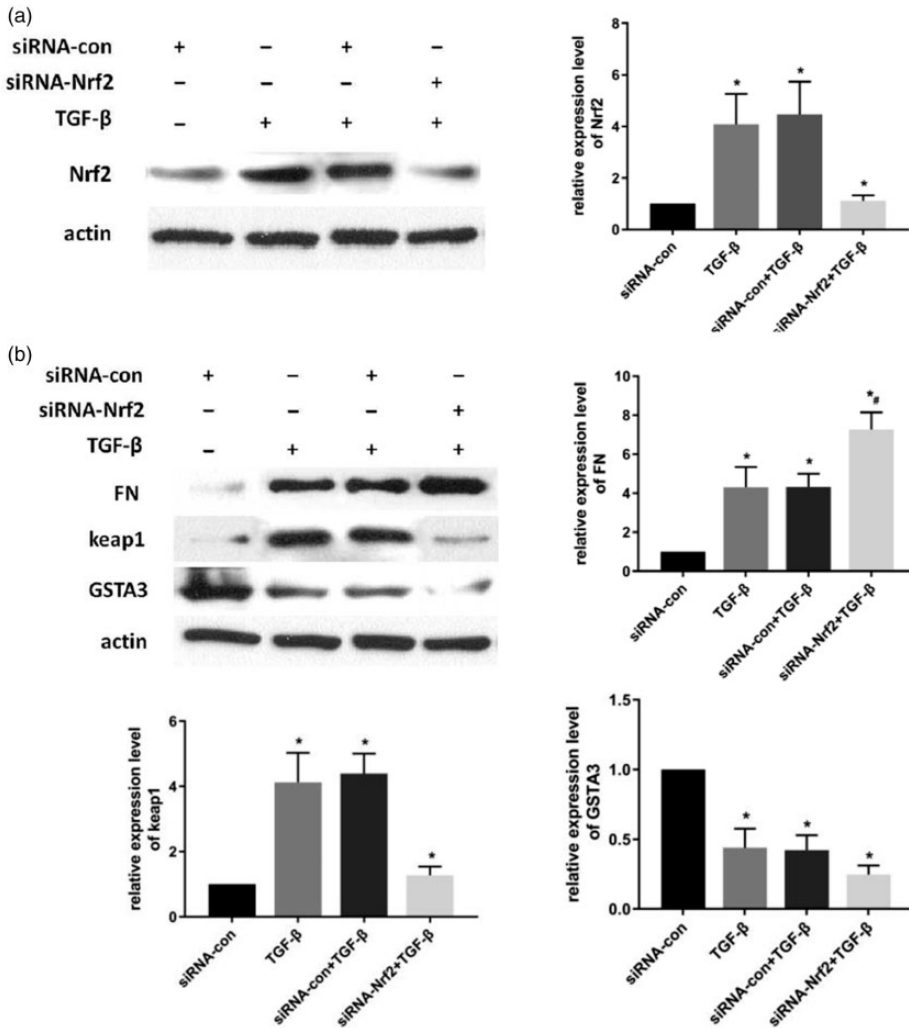 (a)
siRNA-con + – + –
siRNA-Nrf2 – – – +
TGF-β – + + +
Nrf2
actin
relative expression level
of Nrf2
8
6
4
2
0
* * * *
siRNA-con
TGF-β
siRNA-con+TGF-β
siRNA-Nrf2+TGF-β
(b)
siRNA-con + – + –
siRNA-Nrf2 – – – +
TGF-β – + + +
FN
keap1
GSTA3
actin
relative expression level
of FN
10
8
6
4
2
0
* * *#
siRNA-con
TGF-β
siRNA-con+TGF-β
siRNA-Nrf2+TGF-β
relative expression level
of keap1
6
4
2
0
* * *
siRNA-con
TGF-β
siRNA-con+TGF-β
siRNA-Nrf2+TGF-β
relative expression level
of GSTA3
1.5
1.0
0.5
0.0
* * *
siRNA-con
TGF-β
siRNA-con+TGF-β
siRNA-Nrf2+TGF-β